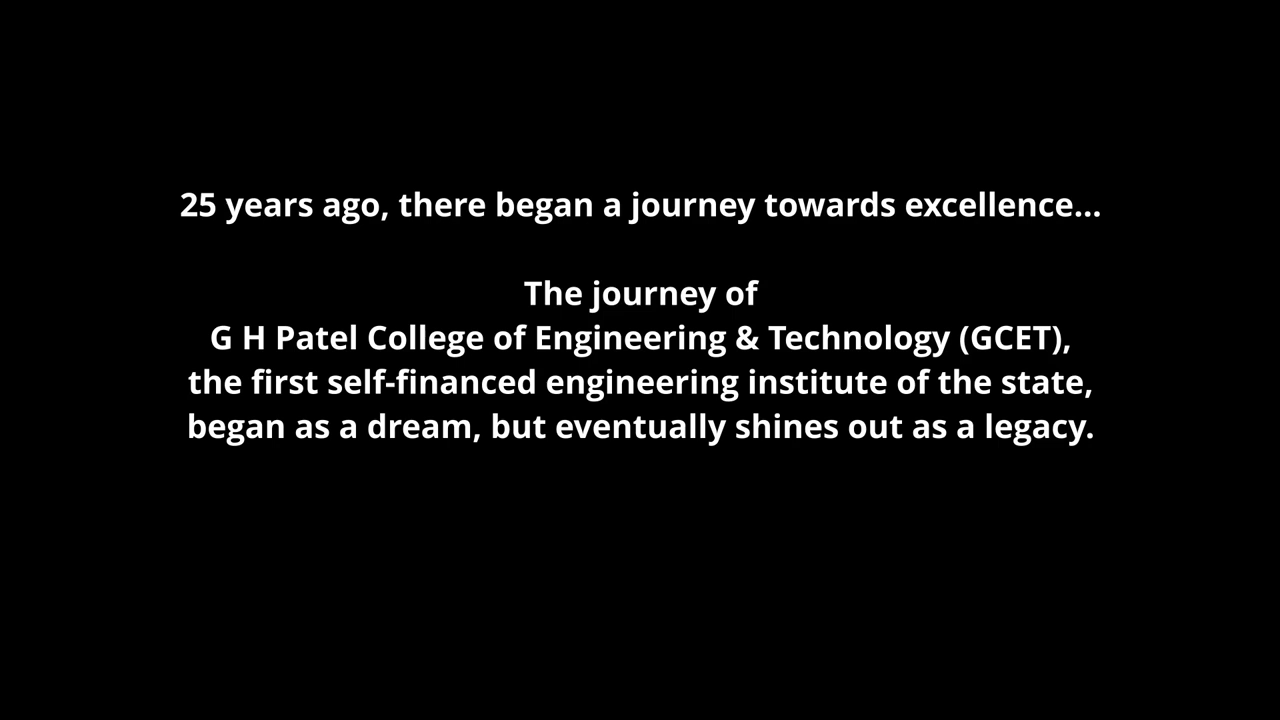 25 years ago, there began a journey towards excellence...
The journey of
G H Patel College of Engineering & Technology (GCET),
the first self-financed engineering institute of the state,
began as a dream, but eventually shines out as a legacy.